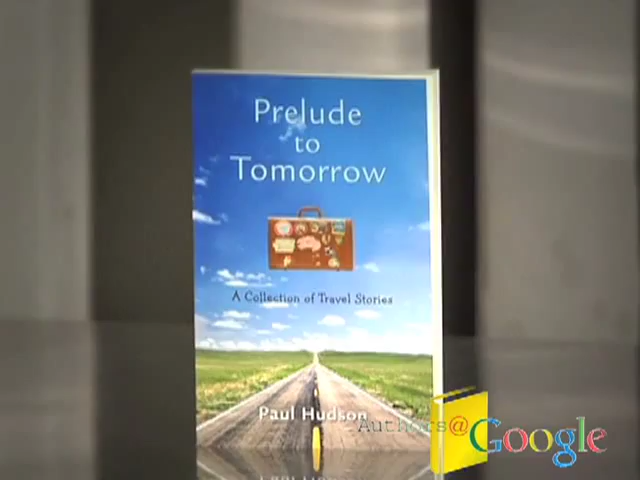 Prelude
to
Tomorrow
A Collection of Travel Stories
Paul Hudson
Authors@Google